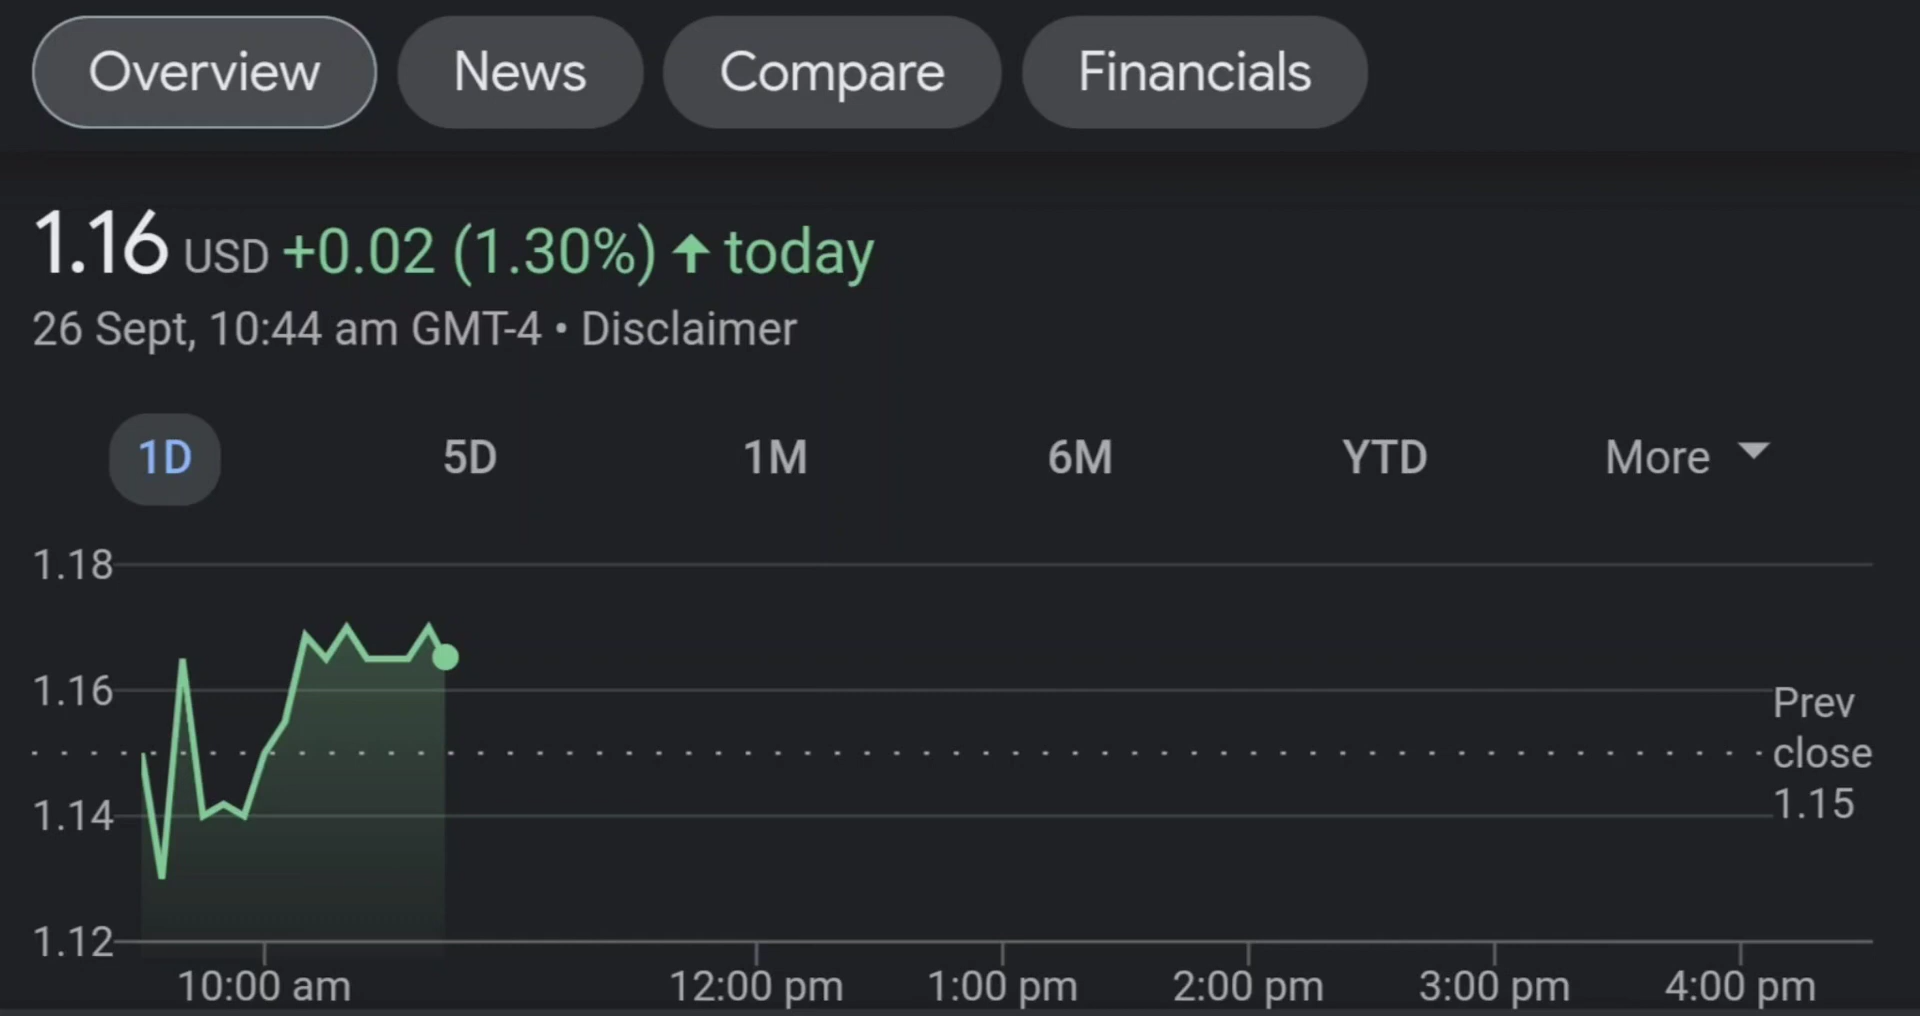 Overview News Compare Financials
1.16 USD +0.02 (1.30%) ↑ today
26 Sept, 10:44 am GMT-4 • Disclaimer
1D 5D 1M 6M YTD More
1.18
1.16
1.14
1.12
Prev
close
1.15
10:00 am 12:00 pm 1:00 pm 2:00 pm 3:00 pm 4:00 pm